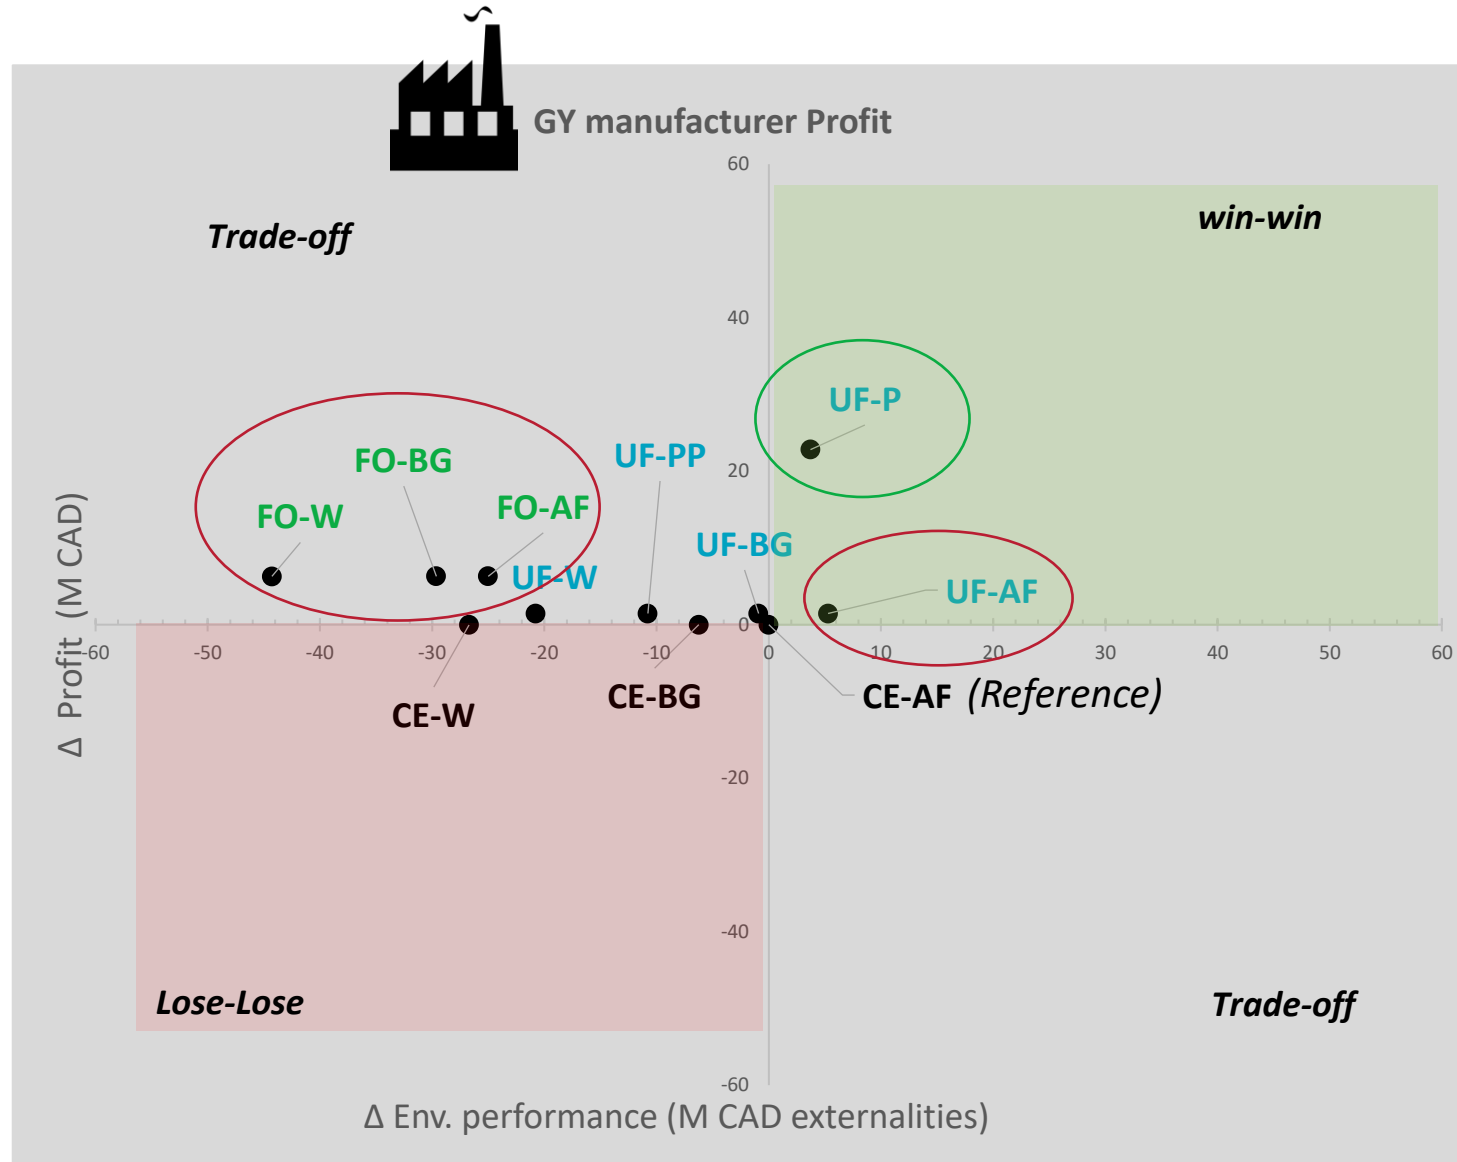 GY manufacturer Profit
60
Trade-off
win-win
40
UF-P
UF-PP
FO-BG
20
FO-W
FO-AF
UF-BG
UF-W
UF-AF
0
-60
-50
-40
-30
-20
-10
0
10
20
30
40
50
60
CE-W
CE-BG
CE-AF (Reference)
Δ Profit (M CAD)
-20
-40
Lose-Lose
Trade-off
-60
Δ Env. performance (M CAD externalities)